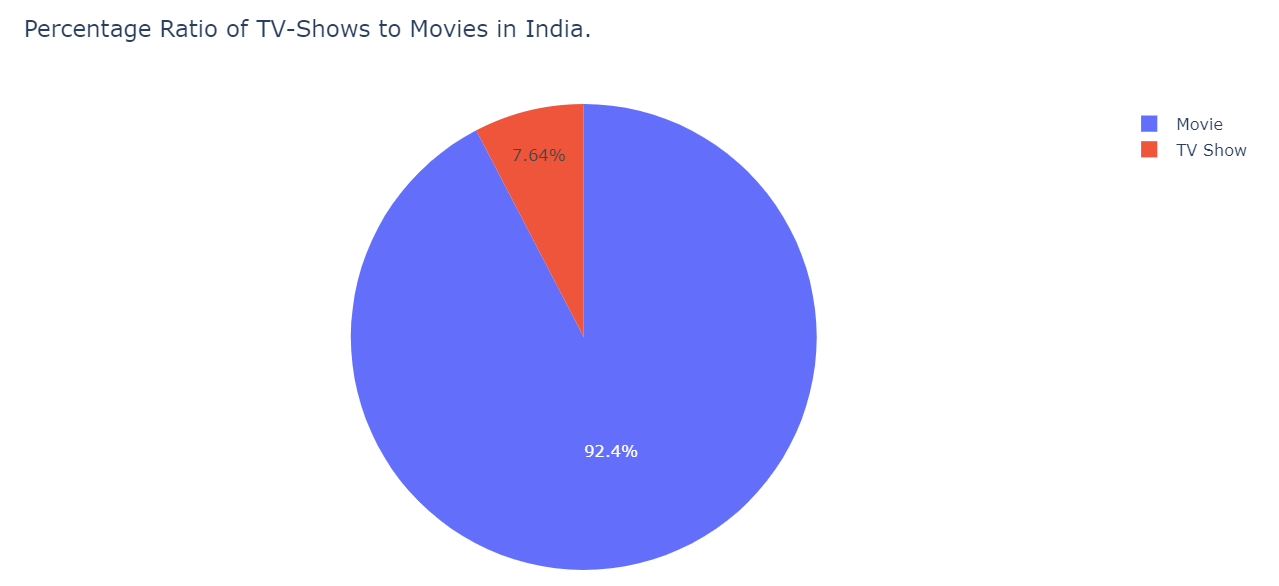 Percentage Ratio of TV-Shows to Movies in India.
Movie
TV Show
7.64%
92.4%